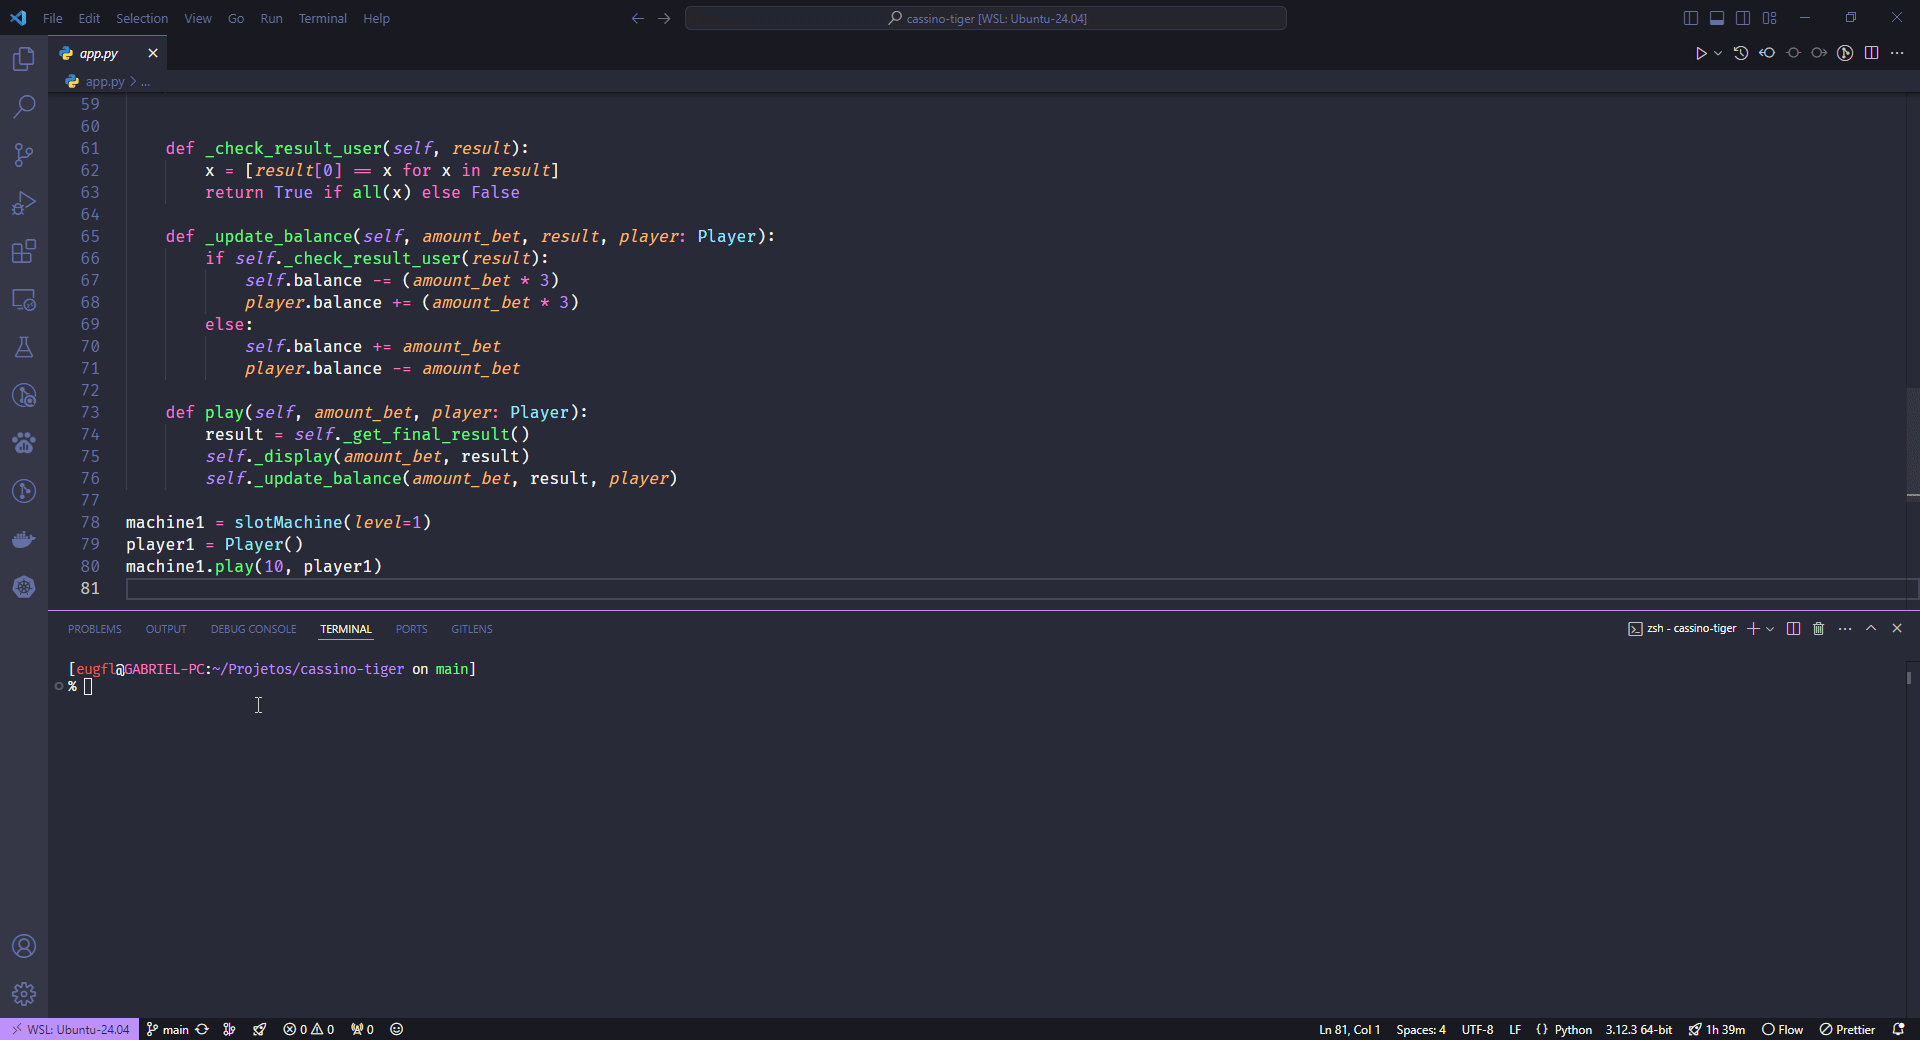 File Edit Selection View Go Run Terminal Help
cassino-tiger [WSL: Ubuntu-24.04]
app.py
app.py > ...
59
60
61 def _check_result_user(self, result):
62 x = [result[0] == x for x in result]
63 return True if all(x) else False
64
65 def _update_balance(self, amount_bet, result, player: Player):
66 if self._check_result_user(result):
67 self.balance -= (amount_bet * 3)
68 player.balance += (amount_bet * 3)
69 else:
70 self.balance += amount_bet
71 player.balance -= amount_bet
72
73 def play(self, amount_bet, player: Player):
74 result = self._get_final_result()
75 self._display(amount_bet, result)
76 self._update_balance(amount_bet, result, player)
77
78 machine1 = slotMachine(level=1)
79 player1 = Player()
80 machine1.play(10, player1)
81
PROBLEMS OUTPUT DEBUG CONSOLE TERMINAL PORTS GITLENS
zsh - cassino-tiger
[eugfl@GABRIEL-PC:~/Projetos/cassino-tiger on main]
%
WSL: Ubuntu-24.04 main 0 0 0 Ln 81, Col 1 Spaces: 4 UTF-8 LF {} Python 3.12.3 64-bit 1h 39m Flow Prettier